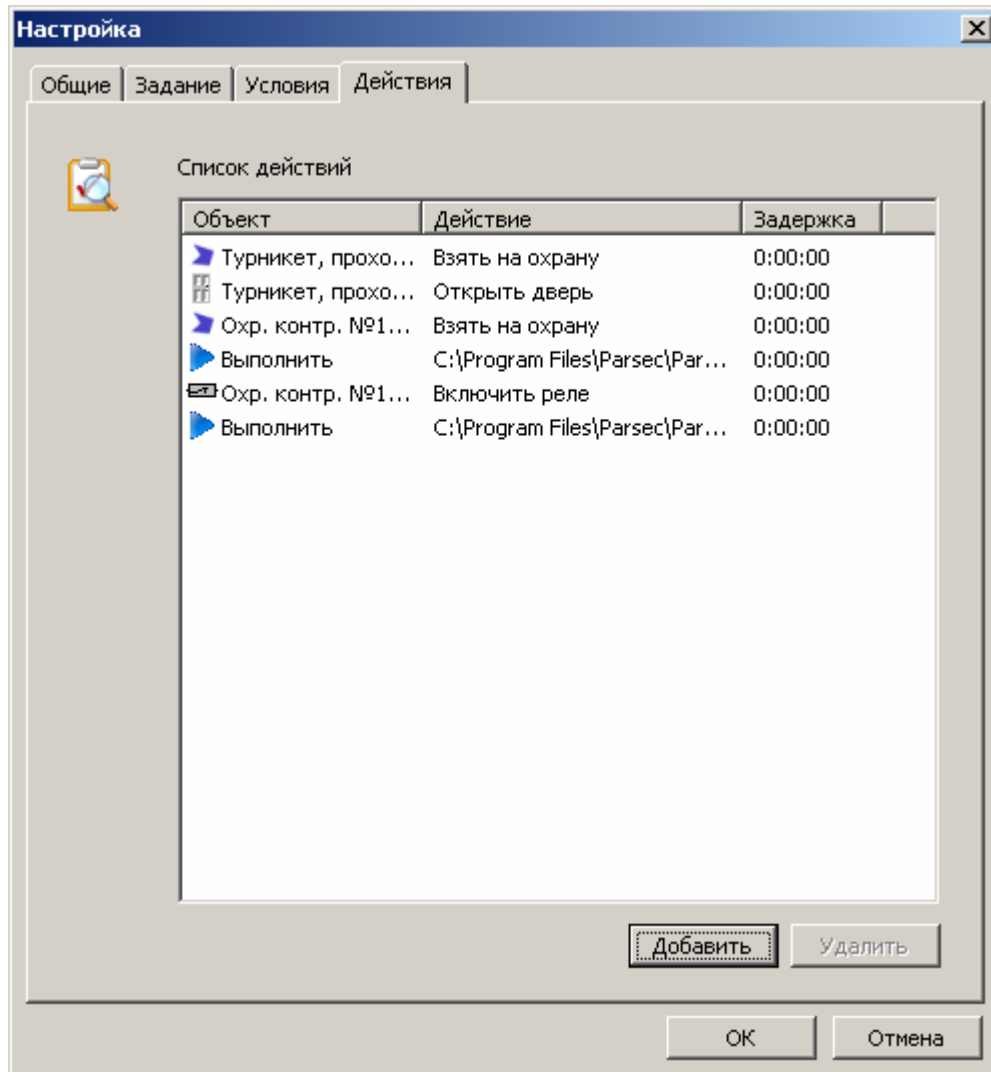 Настройка
Общие Задание Условия Действия
Список действий
Объект Действие Задержка
Турникет, прохо... Взять на охрану 0:00:00
Турникет, прохо... Открыть дверь 0:00:00
Охр. контр. №1... Взять на охрану 0:00:00
Выполнить C:\Program Files\Parsec\Par... 0:00:00
Охр. контр. №1... Включить реле 0:00:00
Выполнить C:\Program Files\Parsec\Par... 0:00:00
Добавить Удалить
ОК Отмена